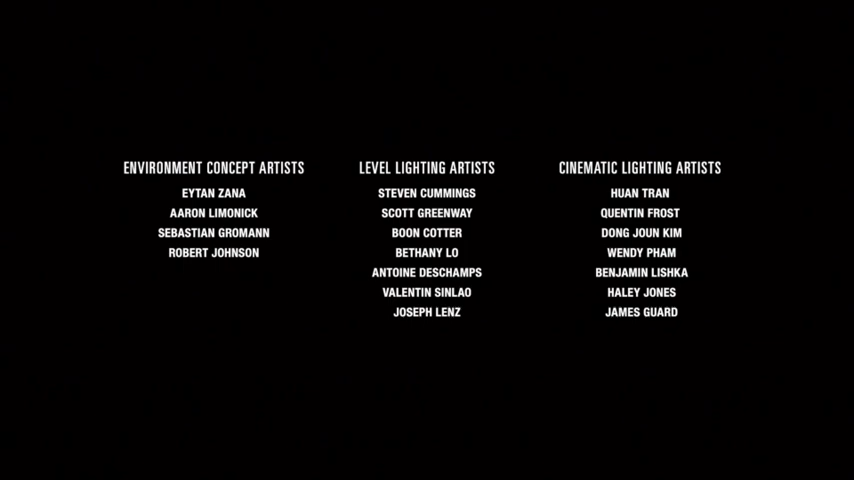 ENVIRONMENT CONCEPT ARTISTS
EYTAN ZANA
AARON LIMONICK
SEBASTIAN GROMANN
ROBERT JOHNSON
LEVEL LIGHTING ARTISTS
STEVEN CUMMINGS
SCOTT GREENWAY
BOON COTTER
BETHANY LO
ANTOINE DESCHAMPS
VALENTIN SINLAO
JOSEPH LENZ
CINEMATIC LIGHTING ARTISTS
HUAN TRAN
QUENTIN FROST
DONG JOUN KIM
WENDY PHAM
BENJAMIN LISHKA
HALEY JONES
JAMES GUARD